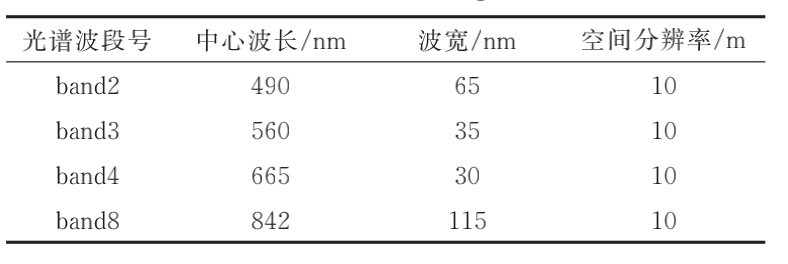 光谱波段号 中心波长/nm 波宽/nm 空间分辨率/m
band2 490 65 10
band3 560 35 10
band4 665 30 10
band8 842 115 10